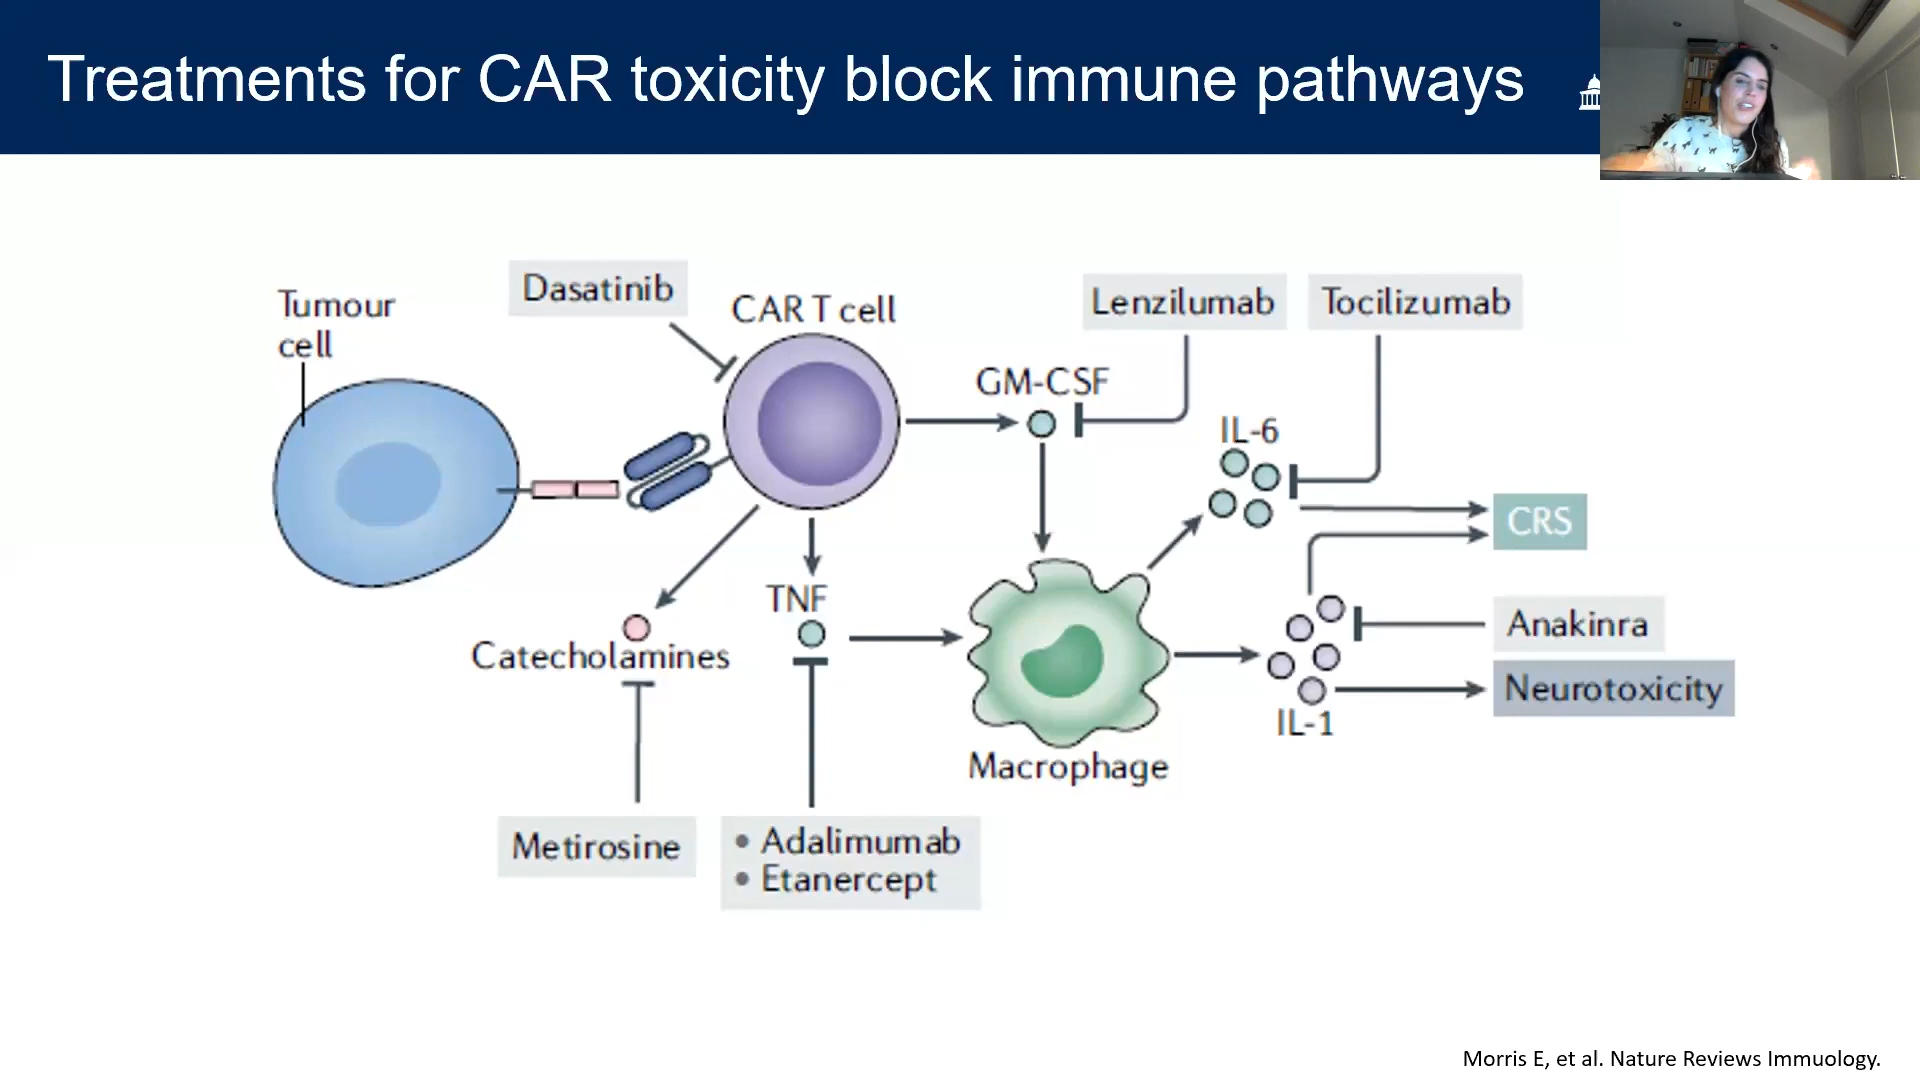 Treatments for CAR toxicity block immune pathways
Tumour
cell
Dasatinib
CAR T cell
Lenzilumab
Tocilizumab
GM-CSF
IL-6
CRS
TNF
Catecholamines
Anakinra
Neurotoxicity
IL-1
Macrophage
Metirosine
• Adalimumab
• Etanercept
Morris E, et al. Nature Reviews Immuology.